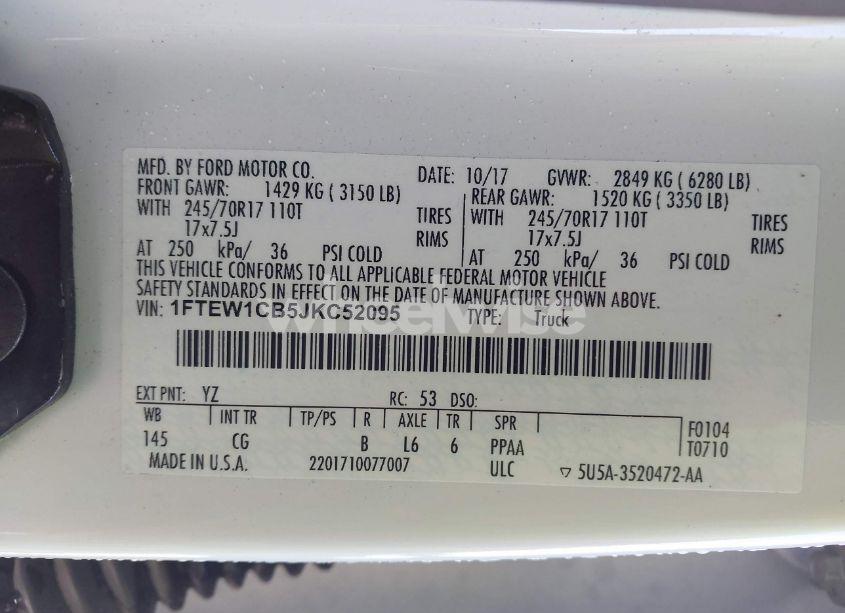 MFD. BY FORD MOTOR CO. DATE: 10/17 GVWR: 2849 KG ( 6280 LB)
FRONT GAWR: 1429 KG ( 3150 LB) REAR GAWR: 1520 KG ( 3350 LB)
WITH 245/70R17 110T TIRES WITH 245/70R17 110T TIRES
17x7.5J RIMS 17x7.5J RIMS
AT 250 kPa/ 36 PSI COLD AT 250 kPa/ 36 PSI COLD
THIS VEHICLE CONFORMS TO ALL APPLICABLE FEDERAL MOTOR VEHICLE
SAFETY STANDARDS IN EFFECT ON THE DATE OF MANUFACTURE SHOWN ABOVE.
VIN: 1FTEW1CB5JKC52095 TYPE: Truck
wheelwise
EXT PNT: YZ RC: 53 DSO:
WB INT TR TP/PS R AXLE TR SPR F0104
145 CG B L6 6 PPAA T0710
MADE IN U.S.A. 2201710077007 ULC ▽ 5U5A-3520472-AA